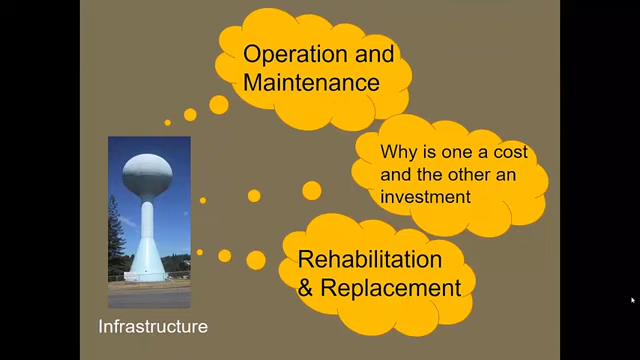 Operation and
Maintenance
Why is one a cost
and the other an
investment
Rehabilitation
& Replacement
Infrastructure